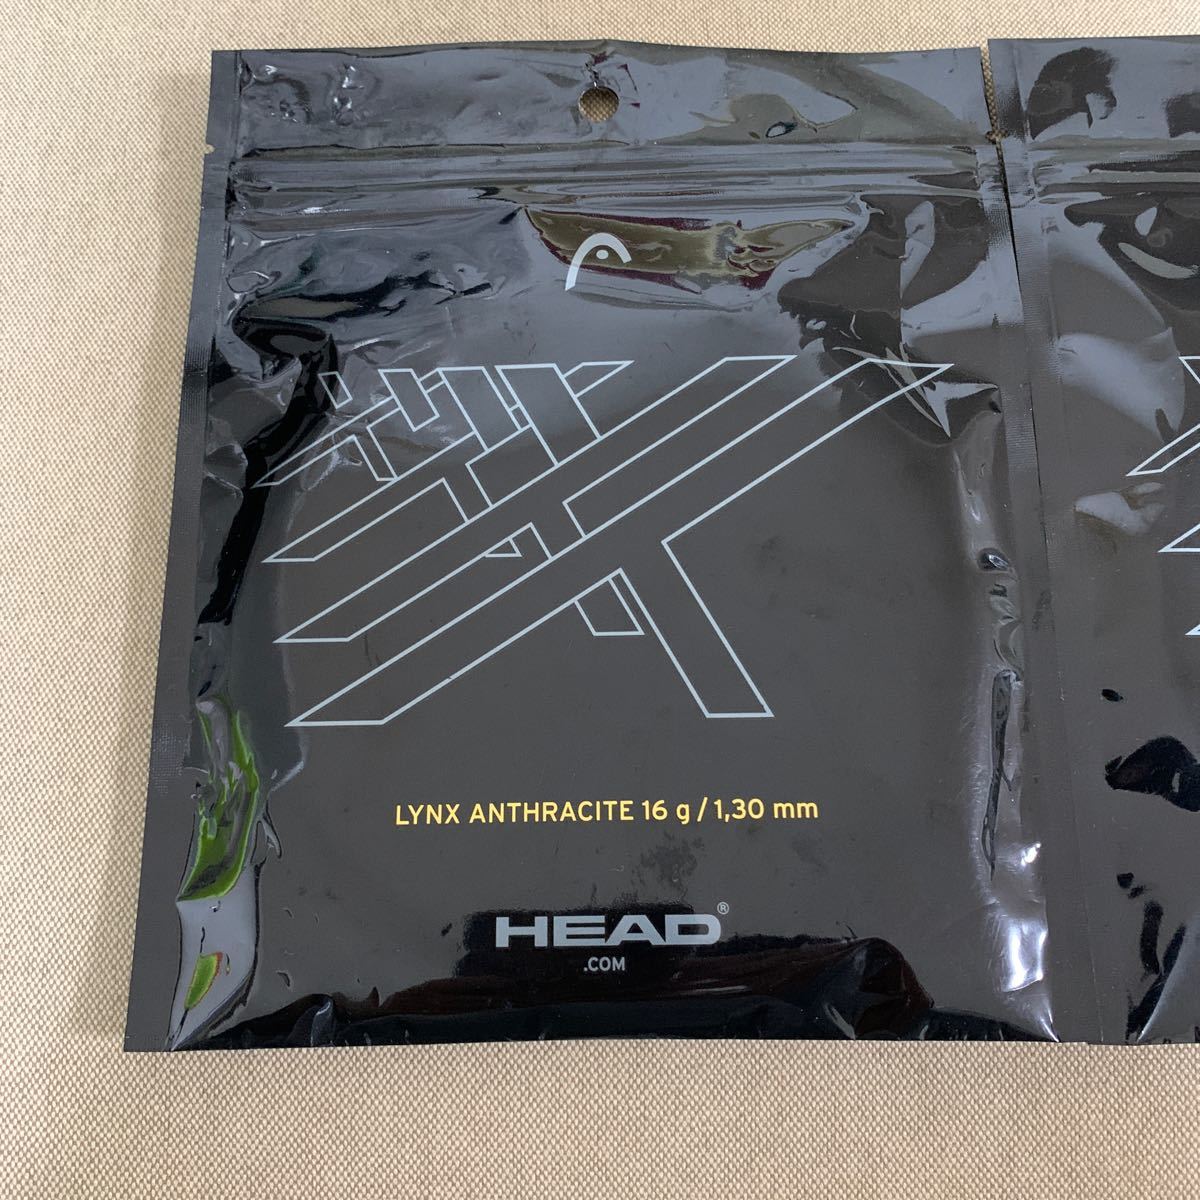 LYNX ANTHRACITE 16 g / 1,30 mm
HEAD®
.COM